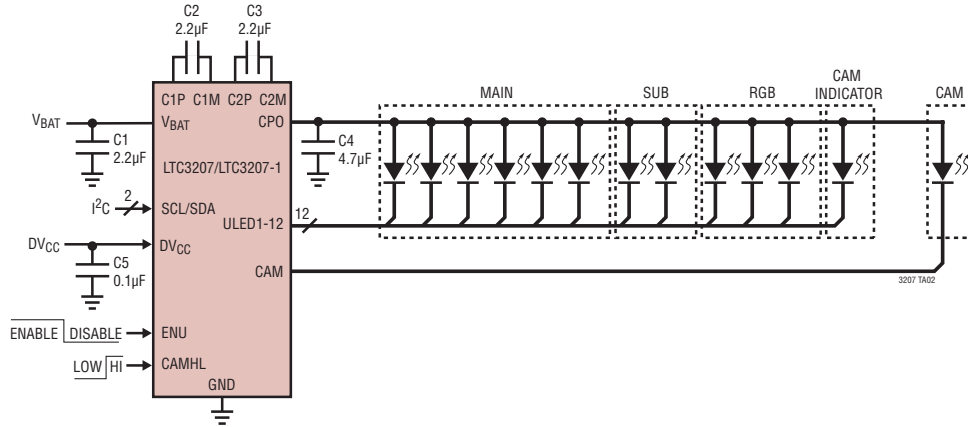 C2
2.2µF
C3
2.2µF
C1P C1M C2P C2M
V_BAT
V_BAT
CPO
C1
2.2µF
C4
4.7µF
LTC3207/LTC3207-1
MAIN
SUB
RGB
CAM
INDICATOR
CAM
I²C
2
SCL/SDA
ULED1-12
12
DV_CC
DV_CC
C5
0.1µF
CAM
3207 TA02
ENABLE DISABLE
ENU
LOW HI
CAMHL
GND